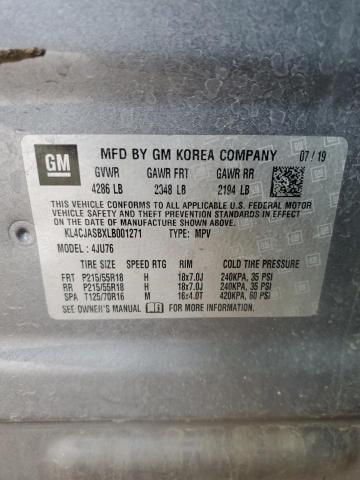 GM
MFD BY GM KOREA COMPANY 07/19
GVWR GAWR FRT GAWR RR
4286 LB 2348 LB 2194 LB
THIS VEHICLE CONFORMS TO ALL APPLICABLE U.S. FEDERAL MOTOR
VEHICLE SAFETY, BUMPER, AND THEFT PREVENTION STANDARDS
IN EFFECT ON THE DATE OF MANUFACTURE SHOWN ABOVE.
KL4CJASBXLB001271 TYPE: MPV
MODEL: 4JU76
TIRE SIZE SPEED RTG RIM COLD TIRE PRESSURE
FRT P215/55R18 H 18x7.0J 240KPA, 35 PSI
RR P215/55R18 H 18x7.0J 240KPA, 35 PSI
SPA T125/70R16 M 16x4.0T 420KPA, 60 PSI
SEE OWNER'S MANUAL FOR MORE INFORMATION